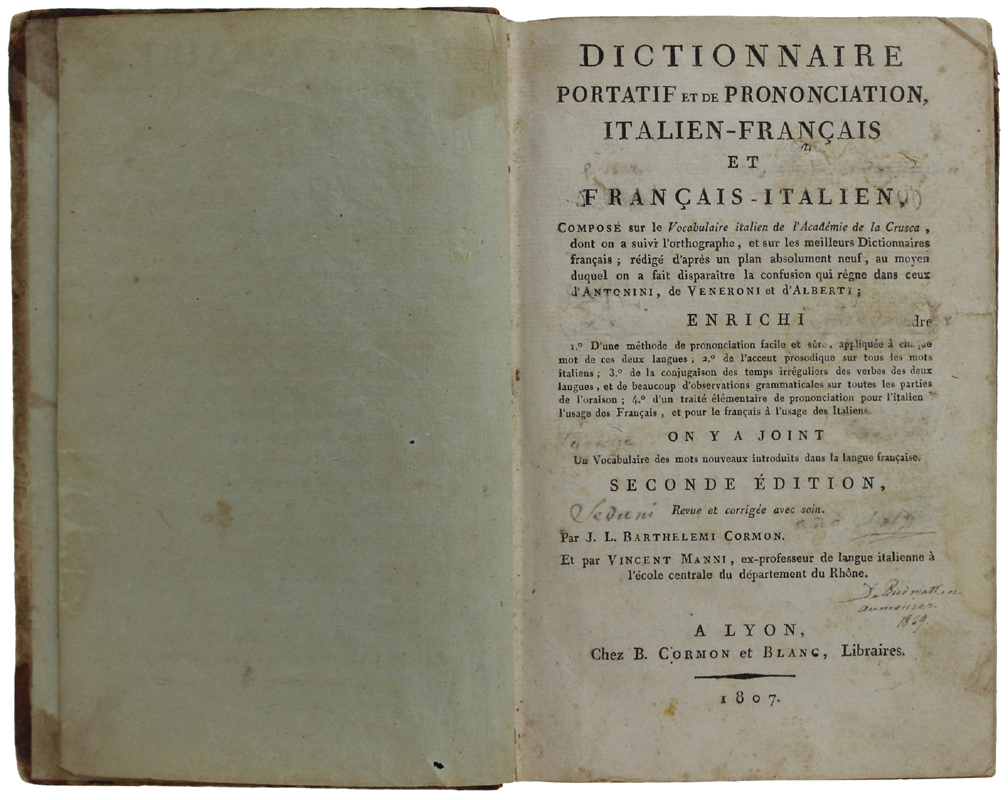 DICTIONNAIRE
PORTATIF ET DE PRONONCIATION,
ITALIEN-FRANÇAIS
ET
FRANÇAIS-ITALIEN,
COMPOSÉ sur le Vocabulaire italien de l'Académie de la Crusca,
dont on a suivi l'orthographe, et sur les meilleurs Dictionnaires
français; rédigé d'après un plan absolument neuf, au moyen
duquel on a fait disparaître la confusion qui règne dans ceux
d'ANTONINI, de VENERONI et d'ALBERTI;
ENRICHI
dre
1.º D'une méthode de prononciation facile et sûre, appliquée à chaque
mot de ces deux langues; 2.º de l'accent prosodique sur tous les mots
italiens; 3.º de la conjugaison des temps irréguliers des verbes des deux
langues, et de beaucoup d'observations grammaticales sur toutes les parties
de l'oraison; 4.º d'un traité élémentaire de prononciation pour l'italien
l'usage des Français, et pour le français à l'usage des Italiens
ON Y A JOINT
Un Vocabulaire des mots nouveaux introduits dans la langue française.
SECONDE ÉDITION,
Seduni
Revue et corrigée avec soin.
Par J. L. BARTHELEMI CORMON.
Et par VINCENT MANNI, ex-professeur de langue italienne à
l'école centrale du département du Rhône.
aumonier
A LYON,
Chez B. CORMON et BLANC, Libraires.
1807.